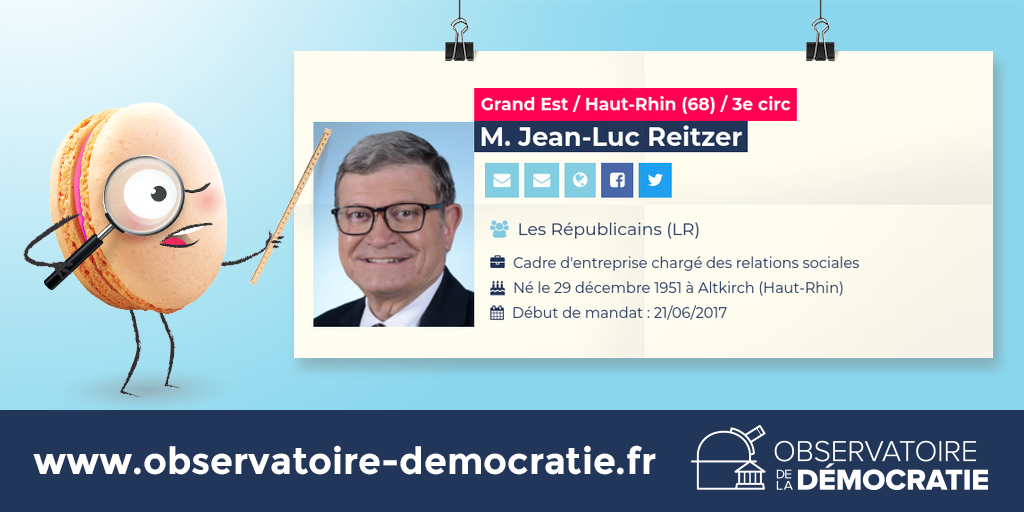 Grand Est / Haut-Rhin (68) / 3e circ
M. Jean-Luc Reitzer
Les Républicains (LR)
Cadre d'entreprise chargé des relations sociales
Né le 29 décembre 1951 à Altkirch (Haut-Rhin)
Début de mandat : 21/06/2017
www.observatoire-democratie.fr
OBSERVATOIRE
DE LA DÉMOCRATIE